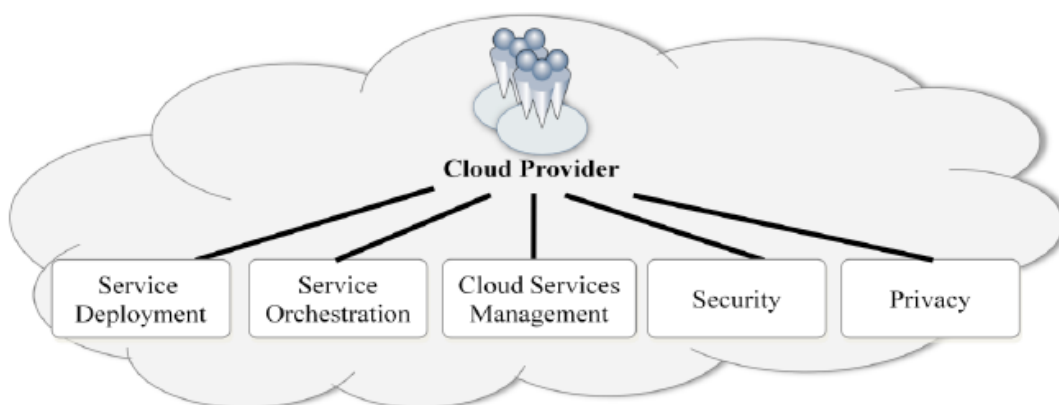 Cloud Provider
Service
Deployment
Service
Orchestration
Cloud Services
Management
Security
Privacy